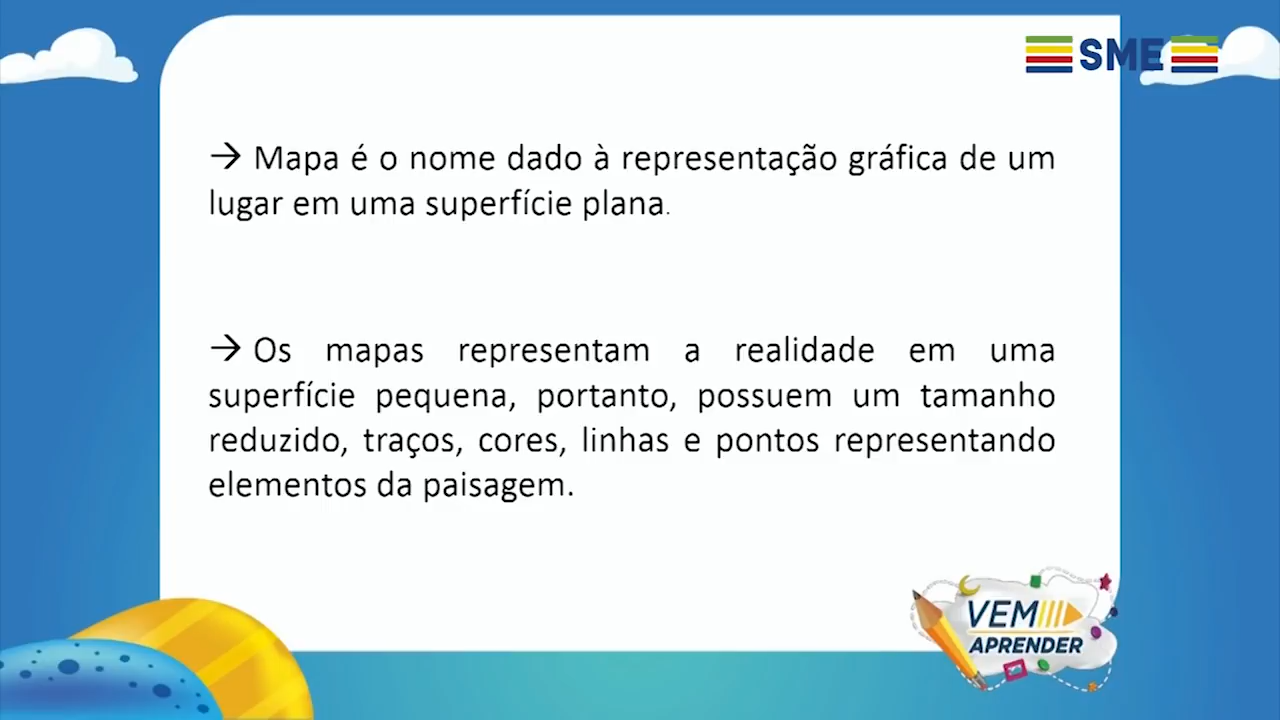 SME
→ Mapa é o nome dado à representação gráfica de um
lugar em uma superfície plana.
→ Os mapas representam a realidade em uma
superfície pequena, portanto, possuem um tamanho
reduzido, traços, cores, linhas e pontos representando
elementos da paisagem.
VEM
APRENDER